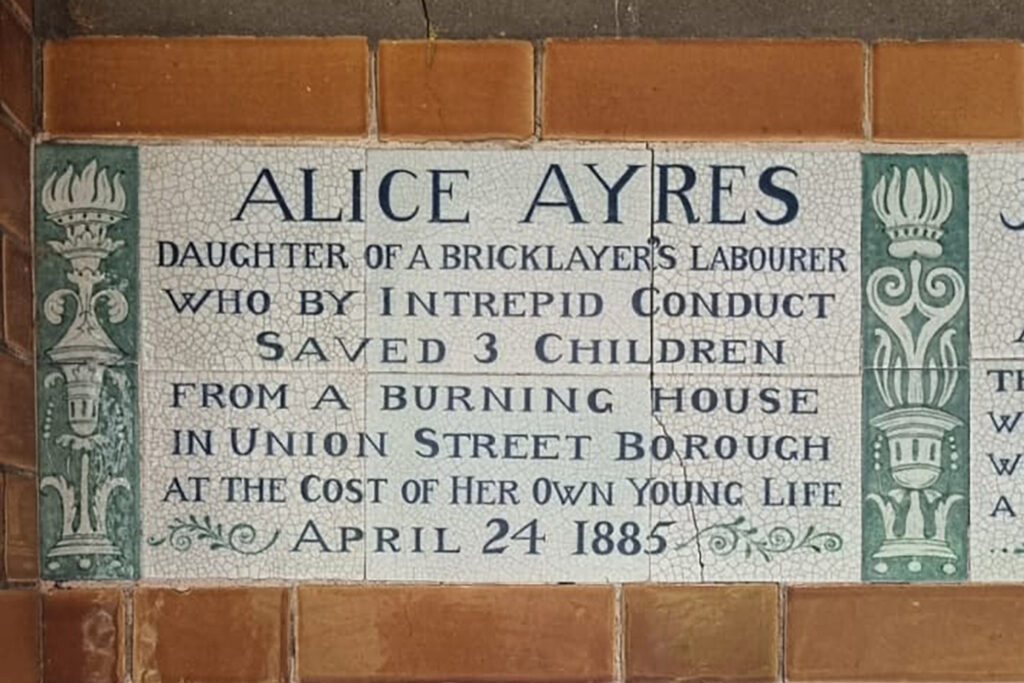 ALICE AYRES
DAUGHTER OF A BRICKLAYER'S LABOURER
WHO BY INTREPID CONDUCT
SAVED 3 CHILDREN
FROM A BURNING HOUSE
IN UNION STREET BOROUGH
AT THE COST OF HER OWN YOUNG LIFE
APRIL 24 1885